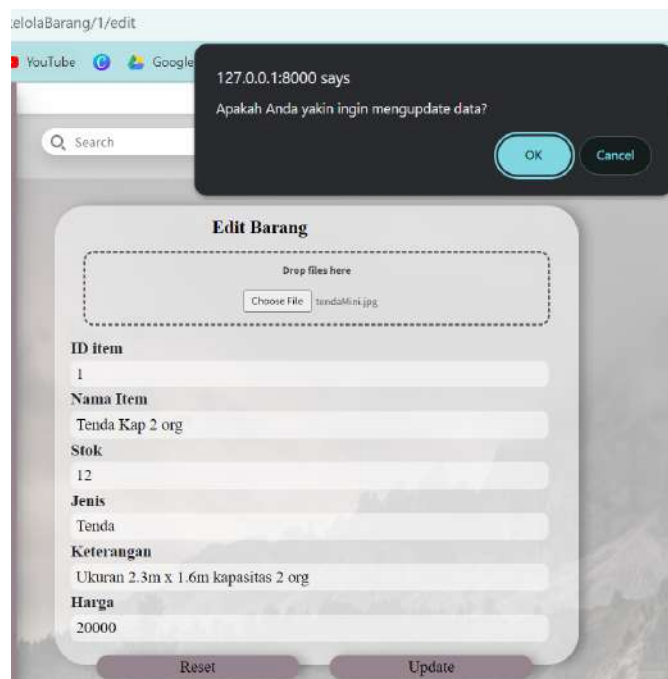 elolaBarang/1/edit
YouTube
Google
127.0.0.1:8000 says
Apakah Anda yakin ingin mengupdate data?
OK
Cancel
Search
Edit Barang
Drop files here
Choose File tendaMini.jpg
ID item
1
Nama Item
Tenda Kap 2 org
Stok
12
Jenis
Tenda
Keterangan
Ukuran 2.3m x 1.6m kapasitas 2 org
Harga
20000
Reset
Update